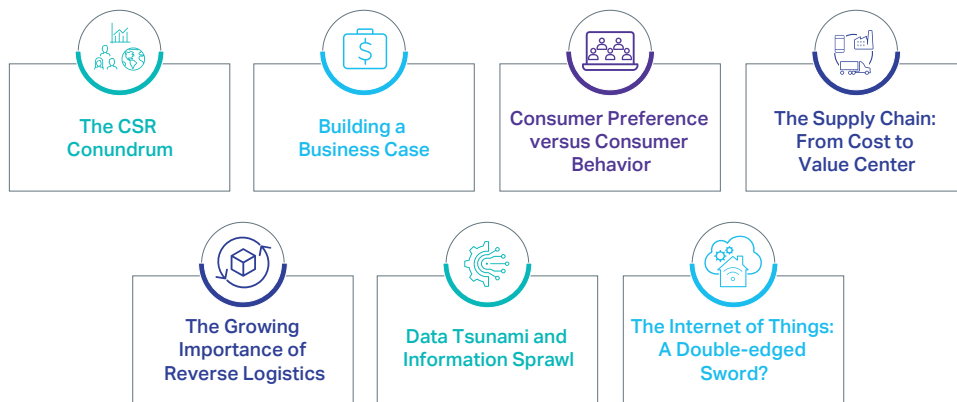 The CSR
Conundrum
Building a
Business Case
Consumer Preference
versus Consumer
Behavior
The Supply Chain:
From Cost to
Value Center
The Growing
Importance of
Reverse Logistics
Data Tsunami and
Information Sprawl
The Internet of Things:
A Double-edged
Sword?